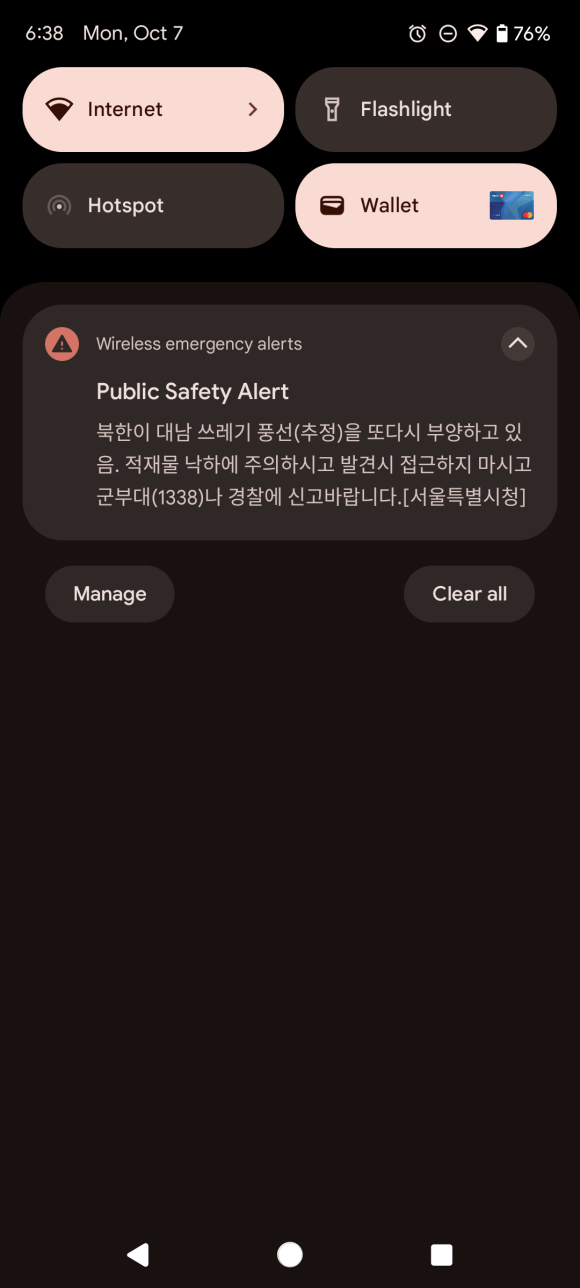 6:38 Mon, Oct 7 76%
Internet
Flashlight
Hotspot
Wallet
Wireless emergency alerts
Public Safety Alert
북한이 대남 쓰레기 풍선(추정)을 또다시 부양하고 있
음. 적재물 낙하에 주의하시고 발견시 접근하지 마시고
군부대(1338)나 경찰에 신고바랍니다.[서울특별시청]
Manage
Clear all